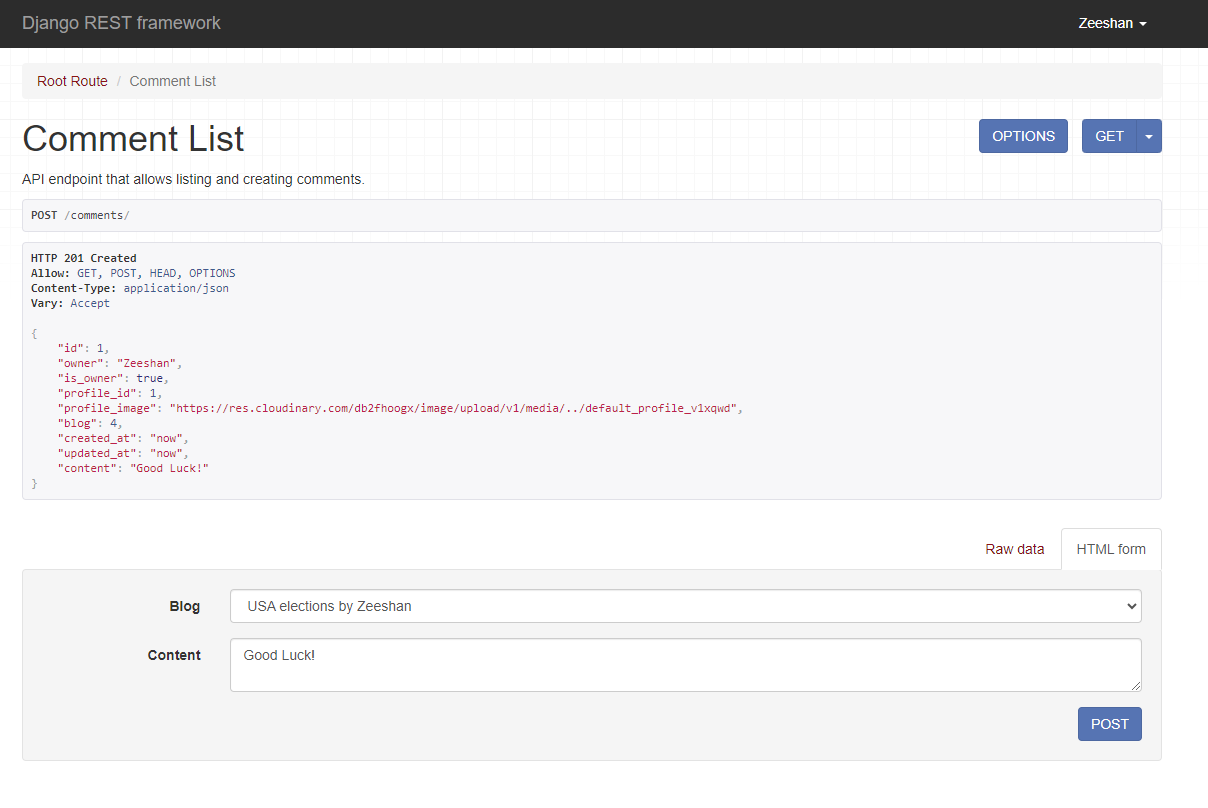 Django REST framework
Zeeshan
Root Route / Comment List
Comment List
OPTIONS
GET
API endpoint that allows listing and creating comments.
POST /comments/
HTTP 201 Created
Allow: GET, POST, HEAD, OPTIONS
Content-Type: application/json
Vary: Accept
{
    "id": 1,
    "owner": "Zeeshan",
    "is_owner": true,
    "profile_id": 1,
    "profile_image": "https://res.cloudinary.com/db2fhoogx/image/upload/v1/media/../default_profile_v1xqwd",
    "blog": 4,
    "created_at": "now",
    "updated_at": "now",
    "content": "Good Luck!"
}
Raw data
HTML form
Blog
USA elections by Zeeshan
Content
Good Luck!
POST